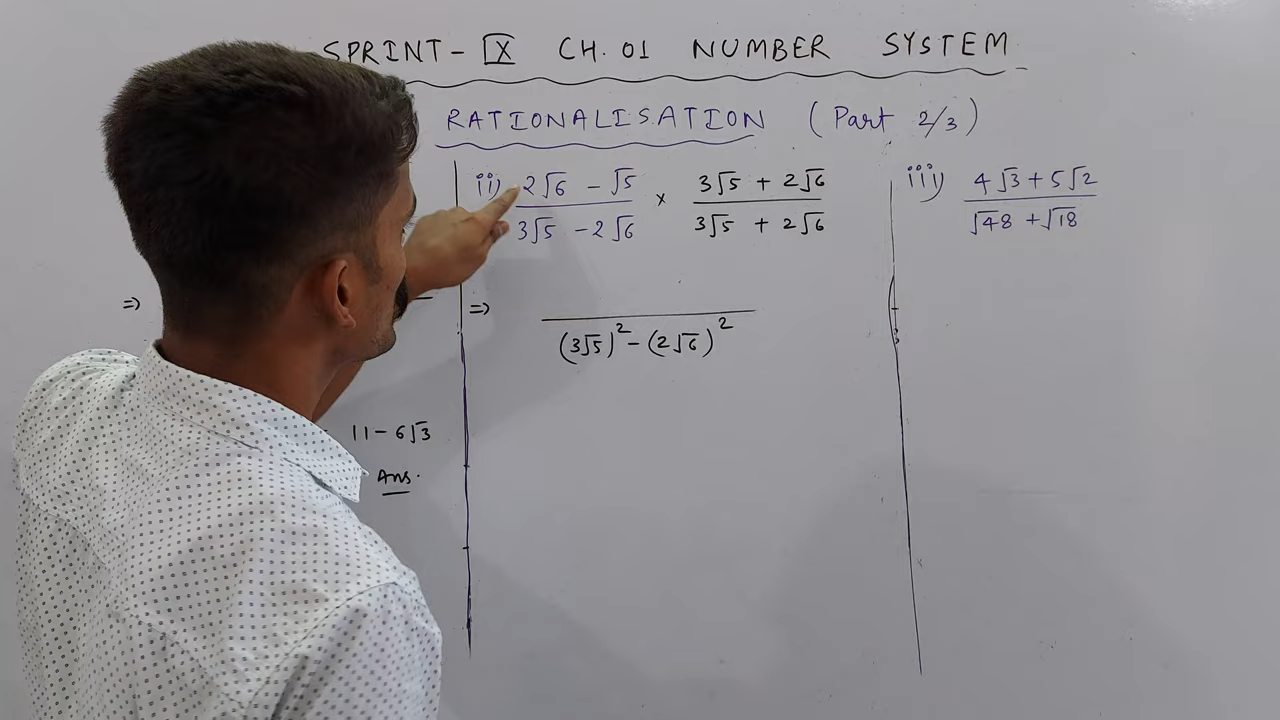 SPRINT-IX CH.01 NUMBER SYSTEM
RATIONALISATION (Part 2/3)
ii) 2√6 - √5 / 3√5 - 2√6 × 3√5 + 2√6 / 3√5 + 2√6
⇒ (3√5)² - (2√6)²
iii) 4√3 + 5√2 / √48 + √18
⇒
11 - 6√3
Ans.